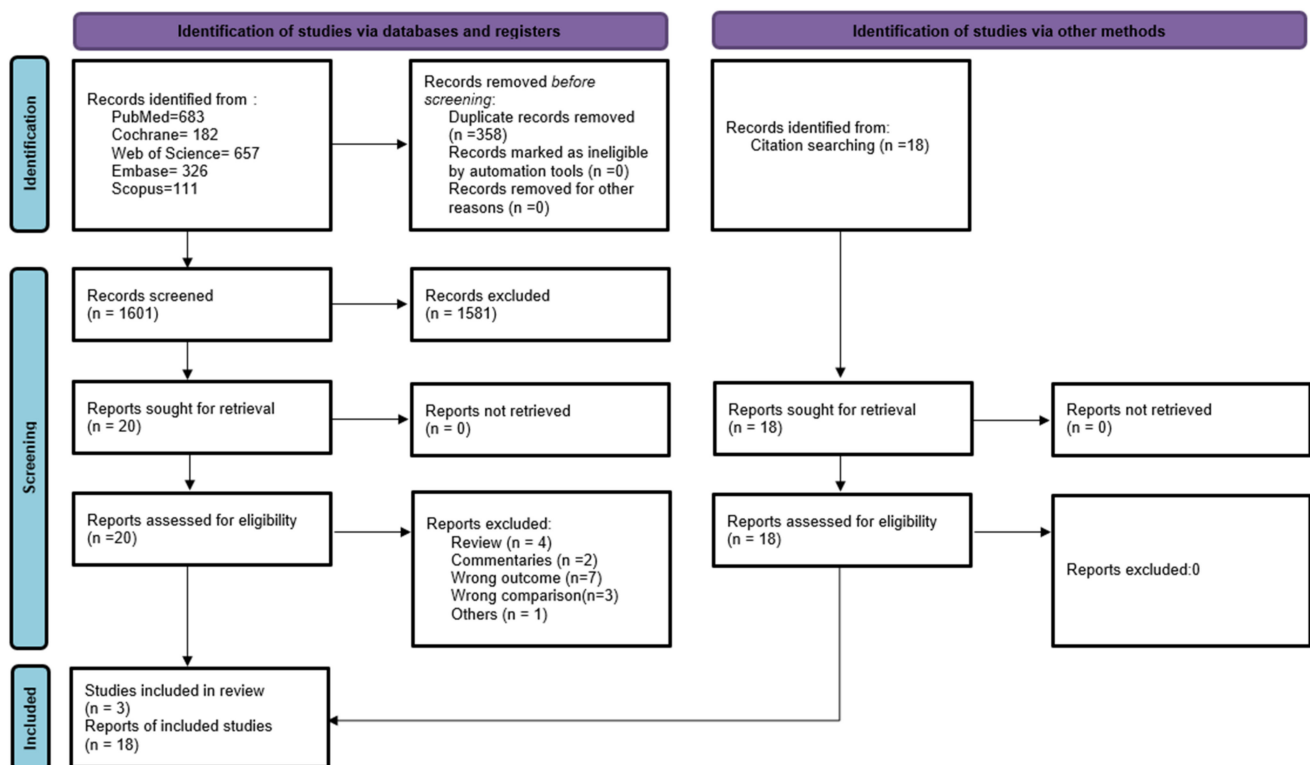 Identification of studies via databases and registers
Identification of studies via other methods
Identification
Records identified from :
PubMed=683
Cochrane= 182
Web of Science= 657
Embase= 326
Scopus=111
Records removed before
screening:
Duplicate records removed
(n =358)
Records marked as ineligible
by automation tools (n =0)
Records removed for other
reasons (n =0)
Records identified from:
Citation searching (n =18)
Screening
Records screened
(n = 1601)
Records excluded
(n = 1581)
Reports sought for retrieval
(n = 20)
Reports not retrieved
(n = 0)
Reports sought for retrieval
(n = 18)
Reports not retrieved
(n = 0)
Reports assessed for eligibility
(n =20)
Reports excluded:
Review (n = 4)
Commentaries (n =2)
Wrong outcome (n=7)
Wrong comparison(n=3)
Others (n = 1)
Reports assessed for eligibility
(n = 18)
Reports excluded:0
Included
Studies included in review
(n = 3)
Reports of included studies
(n = 18)